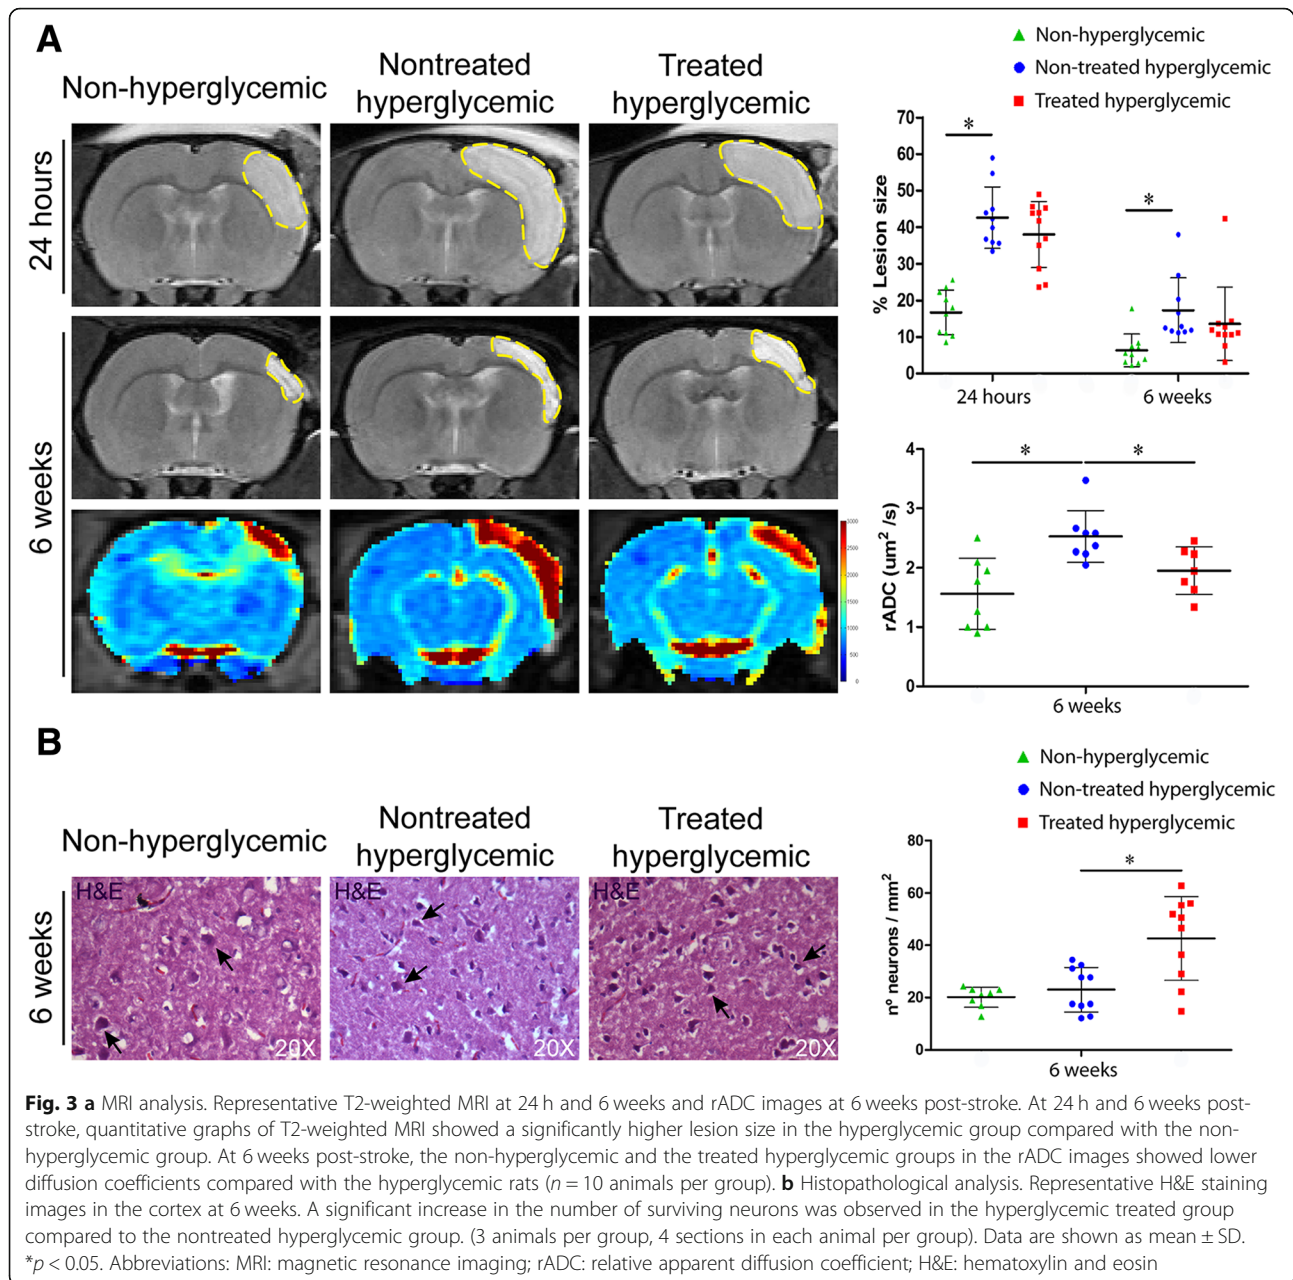 A
Non-hyperglycemic
Nontreated
hyperglycemic
Treated
hyperglycemic
24 hours
6 weeks
3000
2500
2000
1500
1000
500
0
Non-hyperglycemic
Non-treated hyperglycemic
Treated hyperglycemic
% Lesion size
70
60
50
40
30
20
10
0
*
*
24 hours
6 weeks
rADC (um² /s)
4
3
2
1
0
*
*
6 weeks
B
Non-hyperglycemic
Nontreated
hyperglycemic
Treated
hyperglycemic
6 weeks
H&E
20X
H&E
20X
H&E
20X
Non-hyperglycemic
Non-treated hyperglycemic
Treated hyperglycemic
nº neurons / mm²
80
60
40
20
0
*
6 weeks
Fig. 3 a MRI analysis. Representative T2-weighted MRI at 24 h and 6 weeks and rADC images at 6 weeks post-stroke. At 24 h and 6 weeks post-
stroke, quantitative graphs of T2-weighted MRI showed a significantly higher lesion size in the hyperglycemic group compared with the non-
hyperglycemic group. At 6 weeks post-stroke, the non-hyperglycemic and the treated hyperglycemic groups in the rADC images showed lower
diffusion coefficients compared with the hyperglycemic rats (n = 10 animals per group). b Histopathological analysis. Representative H&E staining
images in the cortex at 6 weeks. A significant increase in the number of surviving neurons was observed in the hyperglycemic treated group
compared to the nontreated hyperglycemic group. (3 animals per group, 4 sections in each animal per group). Data are shown as mean ± SD.
*p < 0.05. Abbreviations: MRI: magnetic resonance imaging; rADC: relative apparent diffusion coefficient; H&E: hematoxylin and eosin